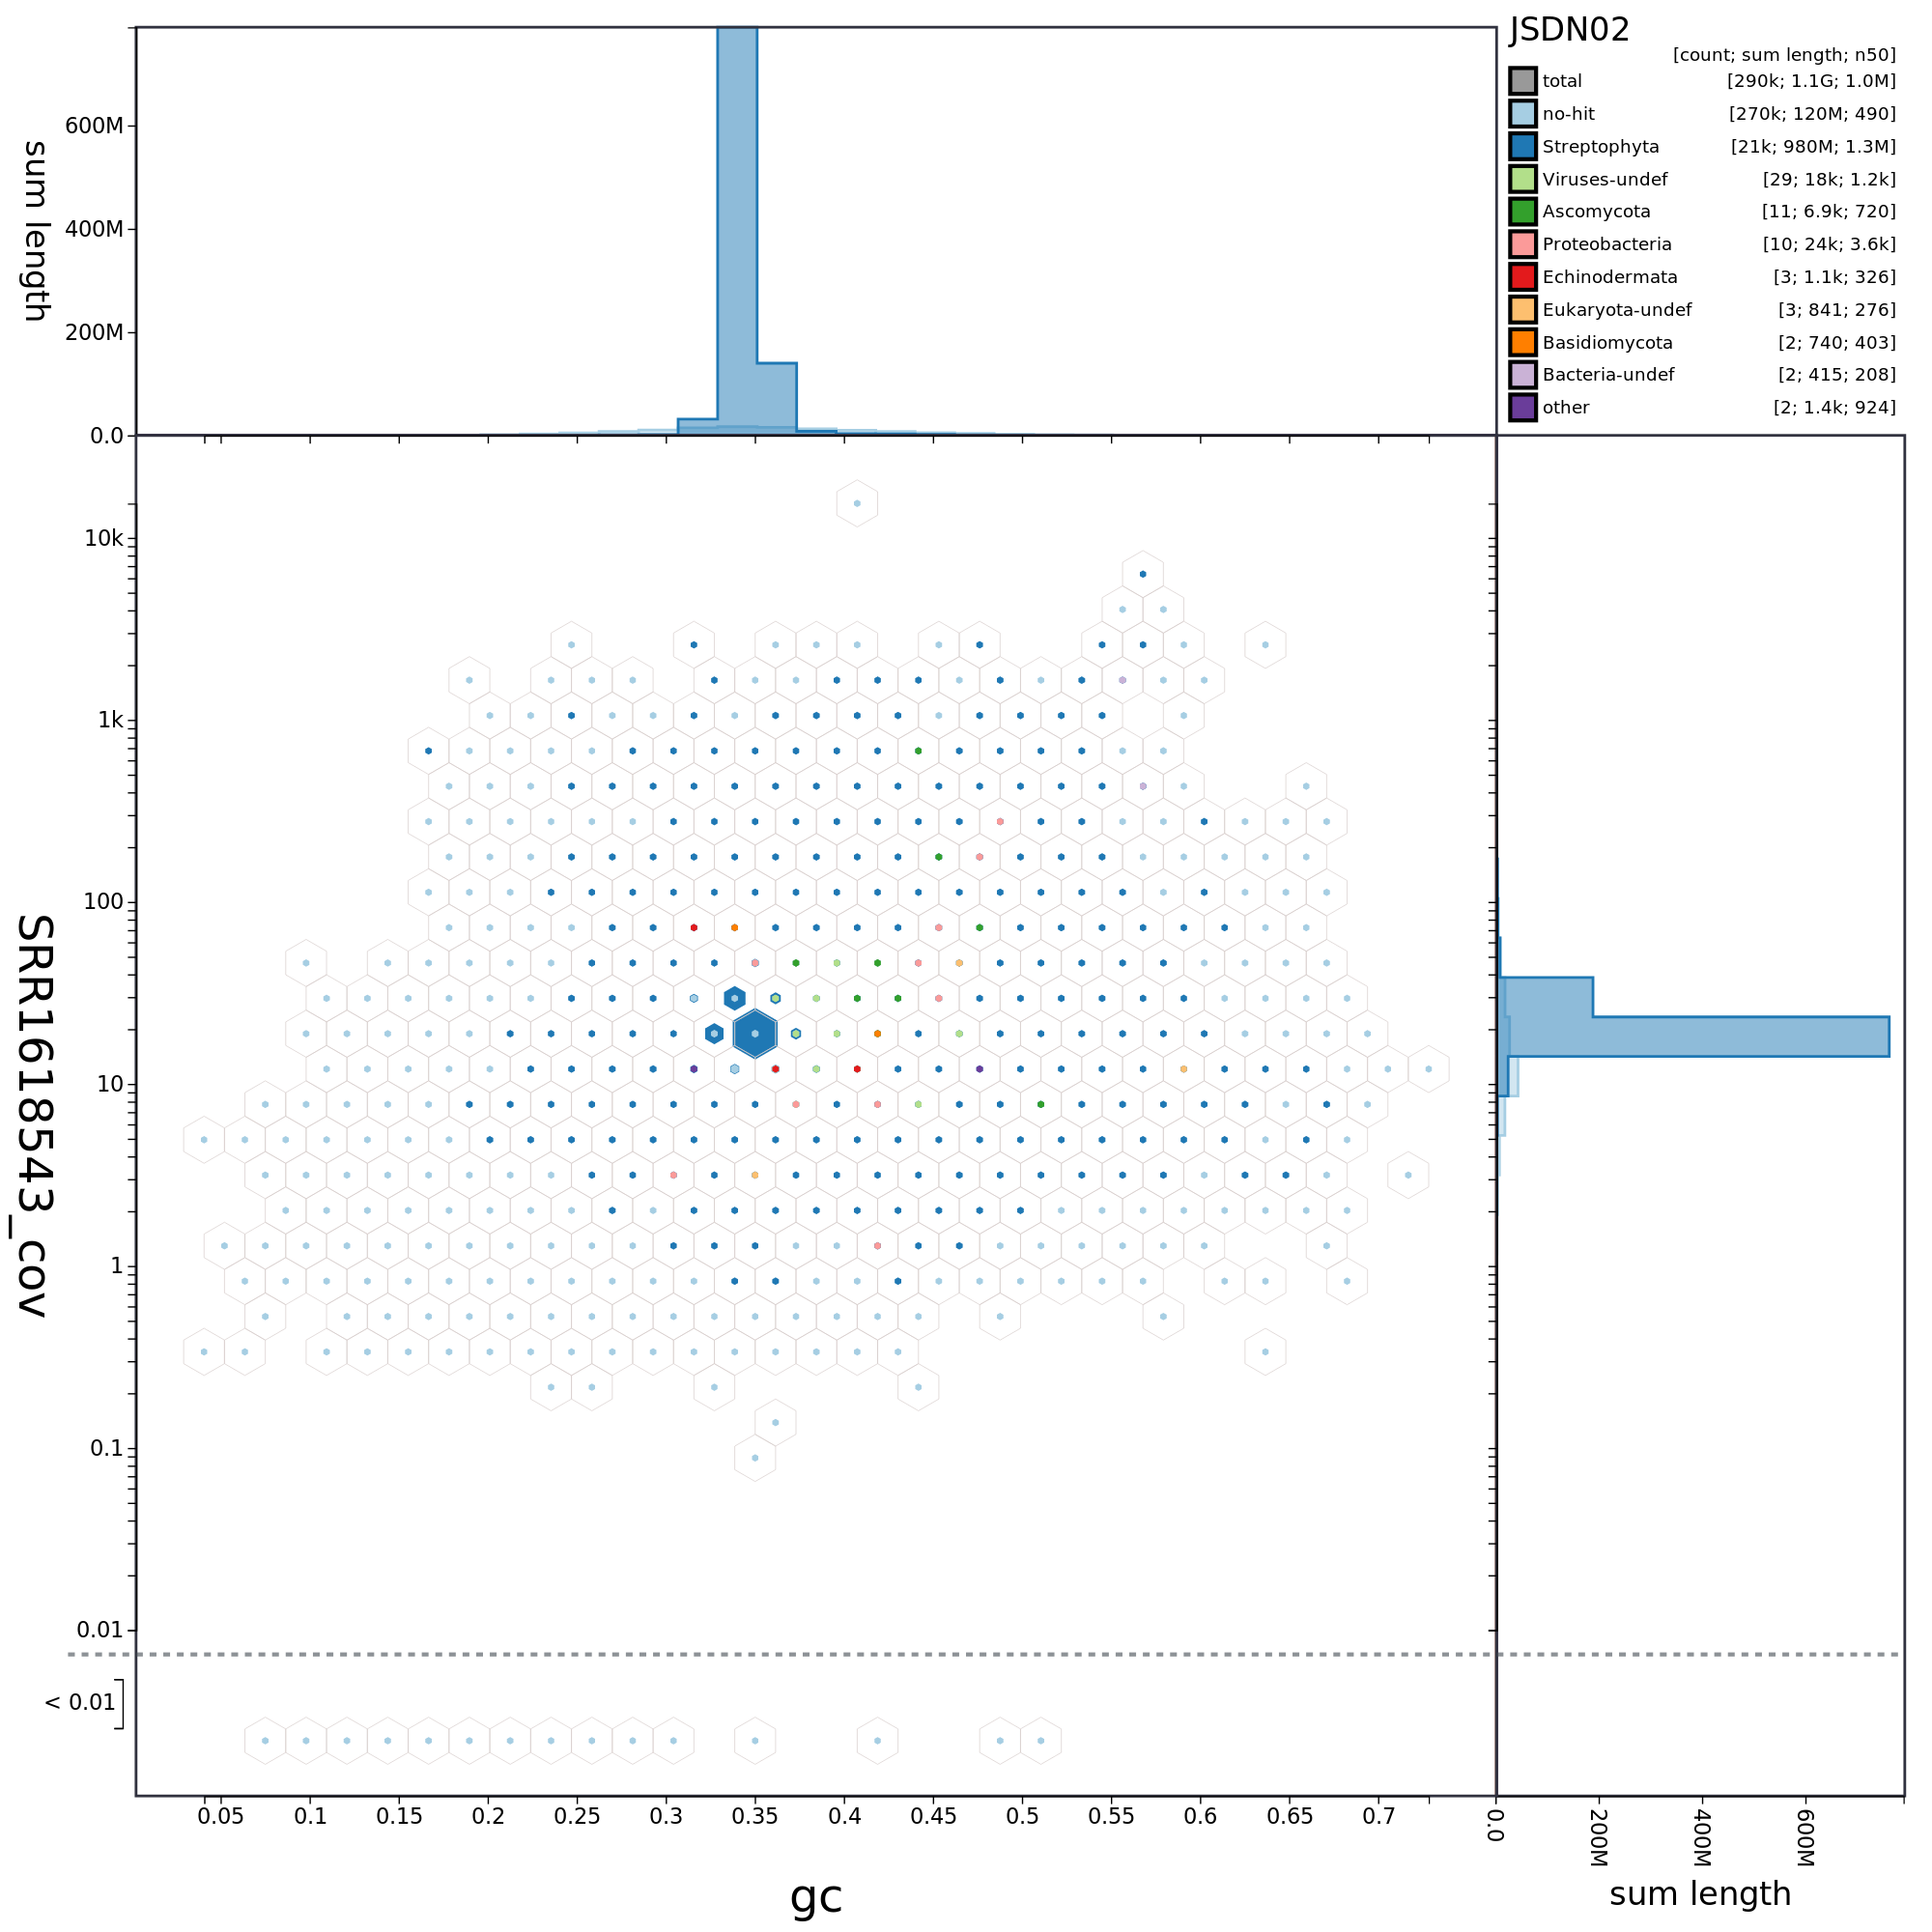 JSDN02
[count; sum length; n50]
total [290k; 1.1G; 1.0M]
no-hit [270k; 120M; 490]
Streptophyta [21k; 980M; 1.3M]
Viruses-undef [29; 18k; 1.2k]
Ascomycota [11; 6.9k; 720]
Proteobacteria [10; 24k; 3.6k]
Echinodermata [3; 1.1k; 326]
Eukaryota-undef [3; 841; 276]
Basidiomycota [2; 740; 403]
Bacteria-undef [2; 415; 208]
other [2; 1.4k; 924]
sum length
600M
400M
200M
0.0
SRR1618543_cov
10k
1k
100
10
1
0.1
0.01
< 0.01
0.05 0.1 0.15 0.2 0.25 0.3 0.35 0.4 0.45 0.5 0.55 0.6 0.65 0.7
gc
0.0 200M 400M 600M
sum length